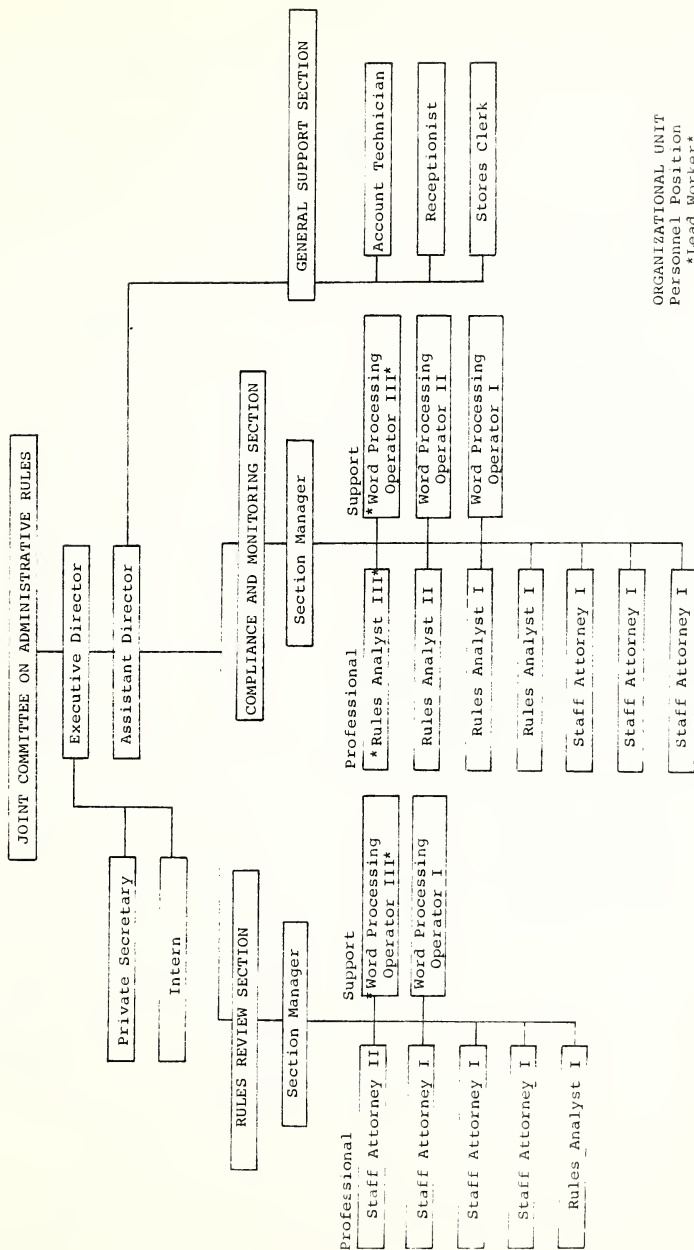 JOINT COMMITTEE ON ADMINISTRATIVE RULES
Executive Director
Private Secretary
Intern
Assistant Director
RULES REVIEW SECTION
Section Manager
Professional
Support
Staff Attorney II
*Word Processing
Operator III*
Staff Attorney I
Word Processing
Operator I
Staff Attorney I
Staff Attorney I
Rules Analyst I
COMPLIANCE AND MONITORING SECTION
Section Manager
Professional
Support
*Rules Analyst III*
*Word Processing
Operator III*
Rules Analyst II
Word Processing
Operator II
Rules Analyst I
Word Processing
Operator I
Rules Analyst I
Staff Attorney I
Staff Attorney I
Staff Attorney I
GENERAL SUPPORT SECTION
Account Technician
Receptionist
Stores Clerk
ORGANIZATIONAL UNIT
Personnel Position
*Lead Worker*